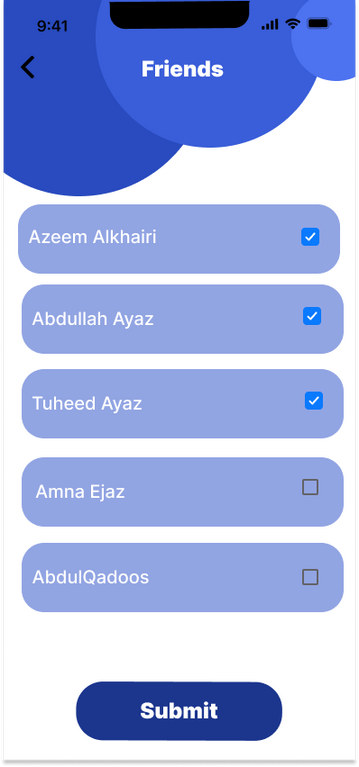 9:41
Friends
Azeem Alkhairi
Abdullah Ayaz
Tuheed Ayaz
Amna Ejaz
AbdulQadoos
Submit